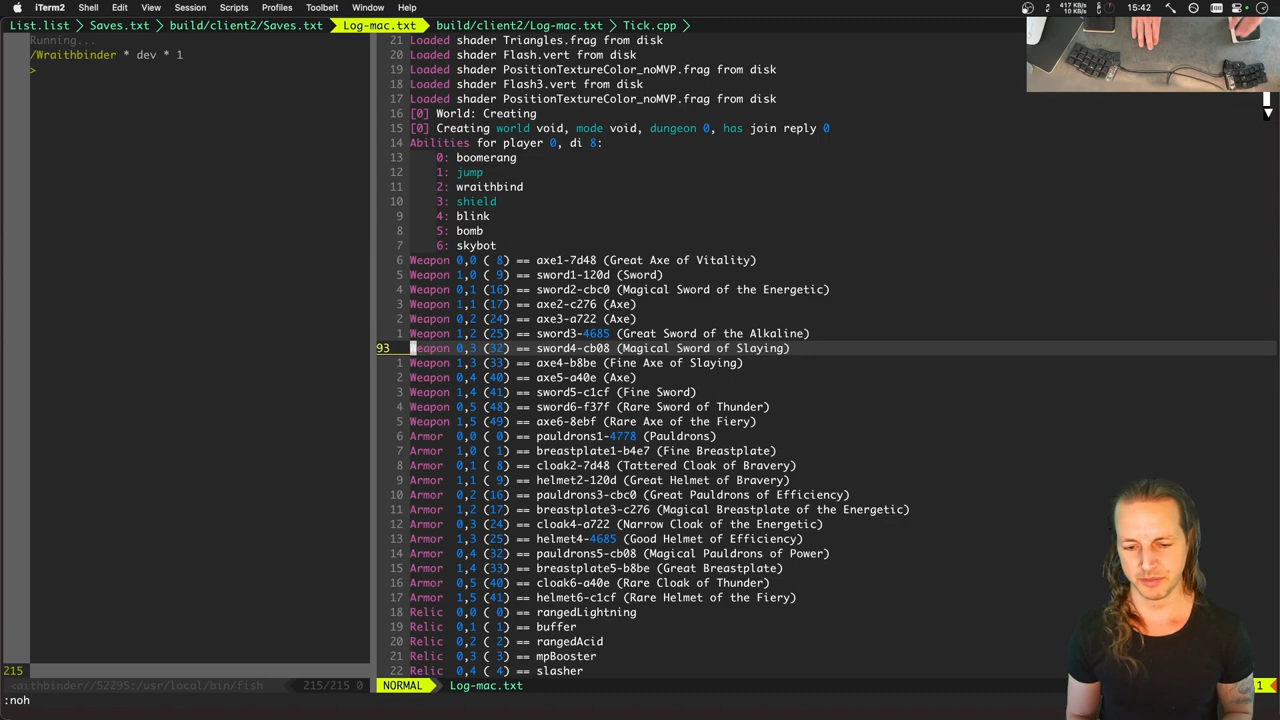 iTerm2 Shell Edit View Session Scripts Profiles Toolbelt Window Help
417 KB/s
10 KB/s
15:42
List.list > Saves.txt > build/client2/Saves.txt Log-mac.txt build/client2/Log-mac.txt > Tick.cpp >
Running...
/Wraithbinder * dev * 1
>
21 Loaded shader Triangles.frag from disk
20 Loaded shader Flash.vert from disk
19 Loaded shader PositionTextureColor_noMVP.frag from disk
18 Loaded shader Flash3.vert from disk
17 Loaded shader PositionTextureColor_noMVP.frag from disk
16 [0] World: Creating
15 [0] Creating world void, mode void, dungeon 0, has join reply 0
14 Abilities for player 0, di 8:
13 0: boomerang
12 1: jump
11 2: wraithbind
10 3: shield
9 4: blink
8 5: bomb
7 6: skybot
6 Weapon 0,0 ( 8) == axe1-7d48 (Great Axe of Vitality)
5 Weapon 1,0 ( 9) == sword1-120d (Sword)
4 Weapon 0,1 (16) == sword2-cbc0 (Magical Sword of the Energetic)
3 Weapon 1,1 (17) == axe2-c276 (Axe)
2 Weapon 0,2 (24) == axe3-a722 (Axe)
1 Weapon 1,2 (25) == sword3-4685 (Great Sword of the Alkaline)
93 Weapon 0,3 (32) == sword4-cb08 (Magical Sword of Slaying)
1 Weapon 1,3 (33) == axe4-b8be (Fine Axe of Slaying)
2 Weapon 0,4 (40) == axe5-a40e (Axe)
3 Weapon 1,4 (41) == sword5-c1cf (Fine Sword)
4 Weapon 0,5 (48) == sword6-f37f (Rare Sword of Thunder)
5 Weapon 1,5 (49) == axe6-8ebf (Rare Axe of the Fiery)
6 Armor 0,0 ( 0) == pauldrons1-4778 (Pauldrons)
7 Armor 1,0 ( 1) == breastplate1-b4e7 (Fine Breastplate)
8 Armor 0,1 ( 8) == cloak2-7d48 (Tattered Cloak of Bravery)
9 Armor 1,1 ( 9) == helmet2-120d (Great Helmet of Bravery)
10 Armor 0,2 (16) == pauldrons3-cbc0 (Great Pauldrons of Efficiency)
11 Armor 1,2 (17) == breastplate3-c276 (Magical Breastplate of the Energetic)
12 Armor 0,3 (24) == cloak4-a722 (Narrow Cloak of the Energetic)
13 Armor 1,3 (25) == helmet4-4685 (Good Helmet of Efficiency)
14 Armor 0,4 (32) == pauldrons5-cb08 (Magical Pauldrons of Power)
15 Armor 1,4 (33) == breastplate5-b8be (Great Breastplate)
16 Armor 0,5 (40) == cloak6-a40e (Rare Cloak of Thunder)
17 Armor 1,5 (41) == helmet6-c1cf (Rare Helmet of the Fiery)
18 Relic 0,0 ( 0) == rangedLightning
19 Relic 0,1 ( 1) == buffer
20 Relic 0,2 ( 2) == rangedAcid
21 Relic 0,3 ( 3) == mpBooster
22 Relic 0,4 ( 4) == slasher
215
<aithbinder//52295:/usr/local/bin/fish 215/215 0 NORMAL Log-mac.txt 1
:noh